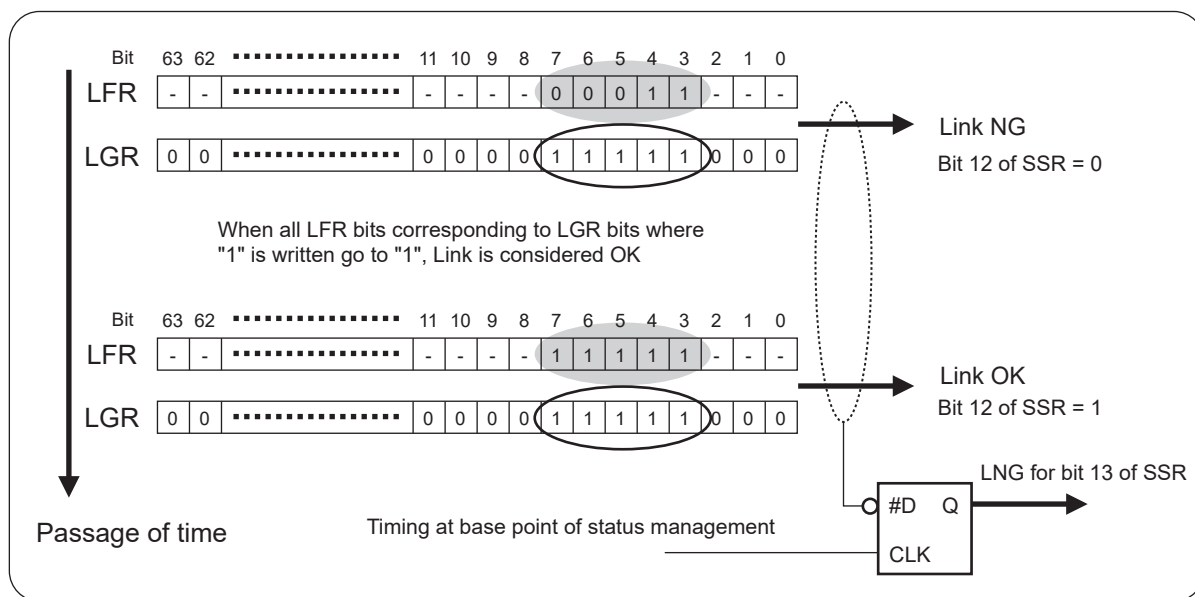 Bit 63 62 ▪▪▪▪▪▪▪▪▪▪▪▪▪▪▪▪ 11 10 9 8 7 6 5 4 3 2 1 0
LFR - - ▪▪▪▪▪▪▪▪▪▪▪▪▪▪▪▪ - - - - 0 0 0 1 1 - - -
Link NG
LGR 0 0 ▪▪▪▪▪▪▪▪▪▪▪▪▪▪▪▪ 0 0 0 0 1 1 1 1 1 0 0 0
Bit 12 of SSR = 0
When all LFR bits corresponding to LGR bits where
"1" is written go to "1", Link is considered OK
Bit 63 62 ▪▪▪▪▪▪▪▪▪▪▪▪▪▪▪▪ 11 10 9 8 7 6 5 4 3 2 1 0
LFR - - ▪▪▪▪▪▪▪▪▪▪▪▪▪▪▪▪ - - - - 1 1 1 1 1 - - -
Link OK
LGR 0 0 ▪▪▪▪▪▪▪▪▪▪▪▪▪▪▪▪ 0 0 0 0 1 1 1 1 1 0 0 0
Bit 12 of SSR = 1
LNG for bit 13 of SSR
#D Q
Passage of time
Timing at base point of status management
CLK